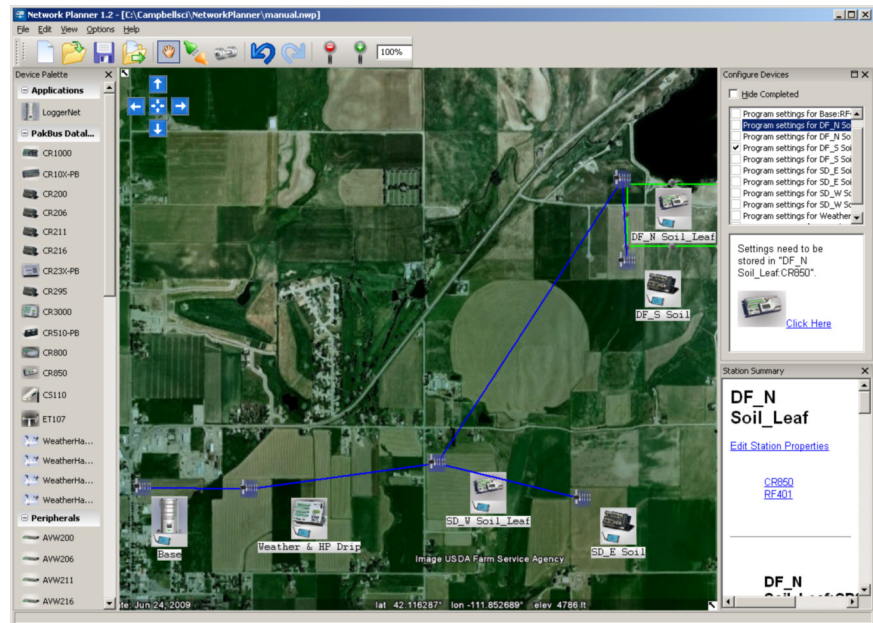 Network Planner 1.2 - [C:\Campbellsci\NetworkPlanner\manual.nwp]
File Edit View Options Help
100%
Device Palette
Applications
LoggerNet
PakBus Datal...
CR1000
CR10X-PB
CR200
CR206
CR211
CR216
CR23X-PB
CR295
CR3000
CR510-PB
CR800
CR850
CS110
ET107
WeatherHa...
WeatherHa...
WeatherHa...
WeatherHa...
Peripherals
AVW200
AVW206
AVW211
AVW216
DF_N Soil_Leaf
DF_S Soil
SD_W Soil_Leaf
Base
Weather & HP Drip
SD_E Soil
Image USDA Farm Service Agency
te: Jun 24, 2009
lat 42.116287° lon -111.852689° elev 4786 ft
Configure Devices
Hide Completed
Program settings for Base:RF
Program settings for DF_N Soi
Program settings for DF_N Soi
Program settings for DF_S Soi
Program settings for DF_S Soi
Program settings for SD_E Soi
Program settings for SD_E Soi
Program settings for SD_W So
Program settings for SD_W So
Program settings for Weather
Settings need to be
stored in "DF_N
Soil_Leaf:CR850".
Click Here
Station Summary
DF_N
Soil_Leaf
Edit Station Properties
CR850
RF401
DF_N